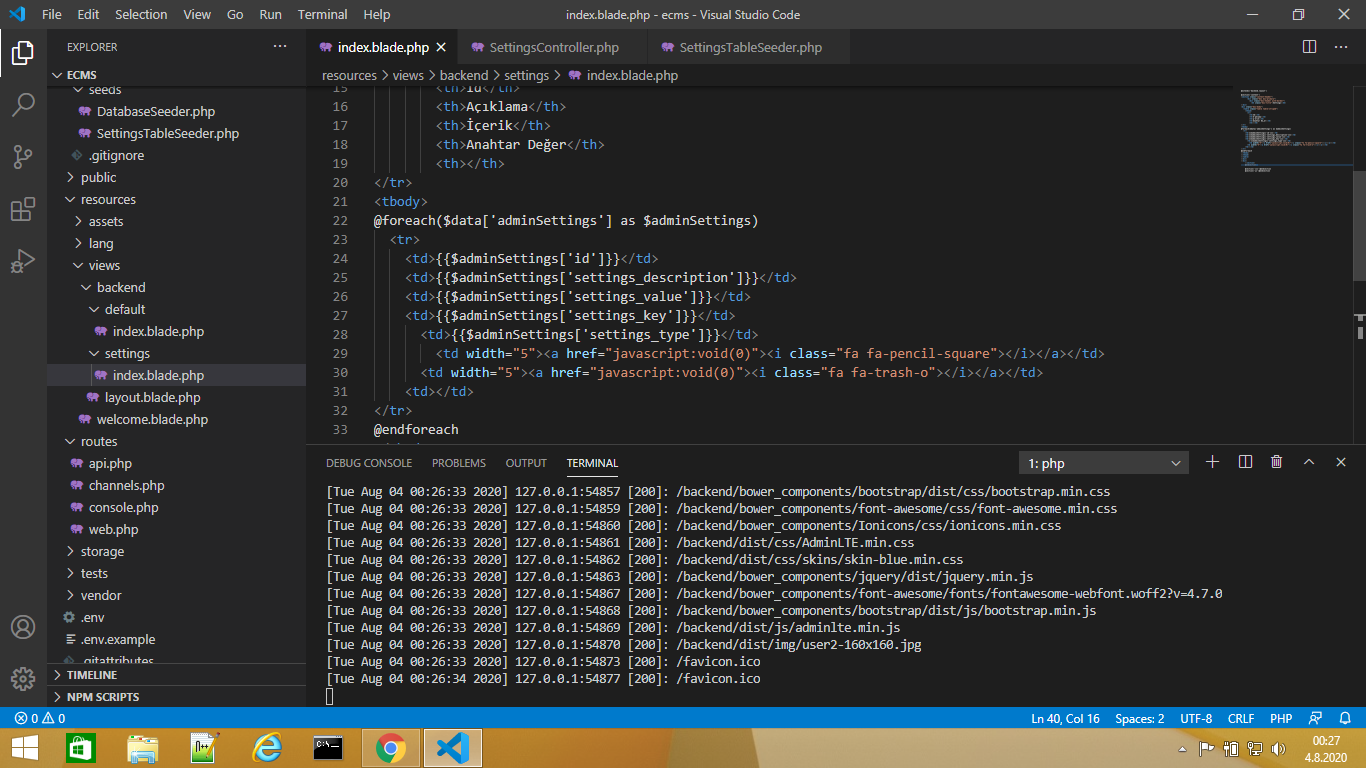 File Edit Selection View Go Run Terminal Help
index.blade.php - ecms - Visual Studio Code
EXPLORER
ECMS
seeds
DatabaseSeeder.php
SettingsTableSeeder.php
.gitignore
public
resources
assets
lang
views
backend
default
index.blade.php
settings
index.blade.php
layout.blade.php
welcome.blade.php
routes
api.php
channels.php
console.php
web.php
storage
tests
vendor
.env
.env.example
.gitattributes
TIMELINE
NPM SCRIPTS
index.blade.php SettingsController.php SettingsTableSeeder.php
resources > views > backend > settings > index.blade.php
15 <th>Id</th>
16 <th>Açıklama</th>
17 <th>İçerik</th>
18 <th>Anahtar Değer</th>
19 <th></th>
20 </tr>
21 <tbody>
22 @foreach($data['adminSettings'] as $adminSettings)
23 <tr>
24 <td>{{$adminSettings['id']}}</td>
25 <td>{{$adminSettings['settings_description']}}</td>
26 <td>{{$adminSettings['settings_value']}}</td>
27 <td>{{$adminSettings['settings_key']}}</td>
28 <td>{{$adminSettings['settings_type']}}</td>
29 <td width="5"><a href="javascript:void(0)"><i class="fa fa-pencil-square"></i></a></td>
30 <td width="5"><a href="javascript:void(0)"><i class="fa fa-trash-o"></i></a></td>
31 <td></td>
32 </tr>
33 @endforeach
DEBUG CONSOLE PROBLEMS OUTPUT TERMINAL
1: php
[Tue Aug 04 00:26:33 2020] 127.0.0.1:54857 [200]: /backend/bower_components/bootstrap/dist/css/bootstrap.min.css
[Tue Aug 04 00:26:33 2020] 127.0.0.1:54859 [200]: /backend/bower_components/font-awesome/css/font-awesome.min.css
[Tue Aug 04 00:26:33 2020] 127.0.0.1:54860 [200]: /backend/bower_components/Ionicons/css/ionicons.min.css
[Tue Aug 04 00:26:33 2020] 127.0.0.1:54861 [200]: /backend/dist/css/AdminLTE.min.css
[Tue Aug 04 00:26:33 2020] 127.0.0.1:54862 [200]: /backend/dist/css/skins/skin-blue.min.css
[Tue Aug 04 00:26:33 2020] 127.0.0.1:54863 [200]: /backend/bower_components/jquery/dist/jquery.min.js
[Tue Aug 04 00:26:33 2020] 127.0.0.1:54867 [200]: /backend/bower_components/font-awesome/fonts/fontawesome-webfont.woff2?v=4.7.0
[Tue Aug 04 00:26:33 2020] 127.0.0.1:54868 [200]: /backend/bower_components/bootstrap/dist/js/bootstrap.min.js
[Tue Aug 04 00:26:33 2020] 127.0.0.1:54869 [200]: /backend/dist/js/adminlte.min.js
[Tue Aug 04 00:26:33 2020] 127.0.0.1:54870 [200]: /backend/dist/img/user2-160x160.jpg
[Tue Aug 04 00:26:33 2020] 127.0.0.1:54873 [200]: /favicon.ico
[Tue Aug 04 00:26:34 2020] 127.0.0.1:54877 [200]: /favicon.ico
0 0
Ln 40, Col 16 Spaces: 2 UTF-8 CRLF PHP
00:27
4.8.2020